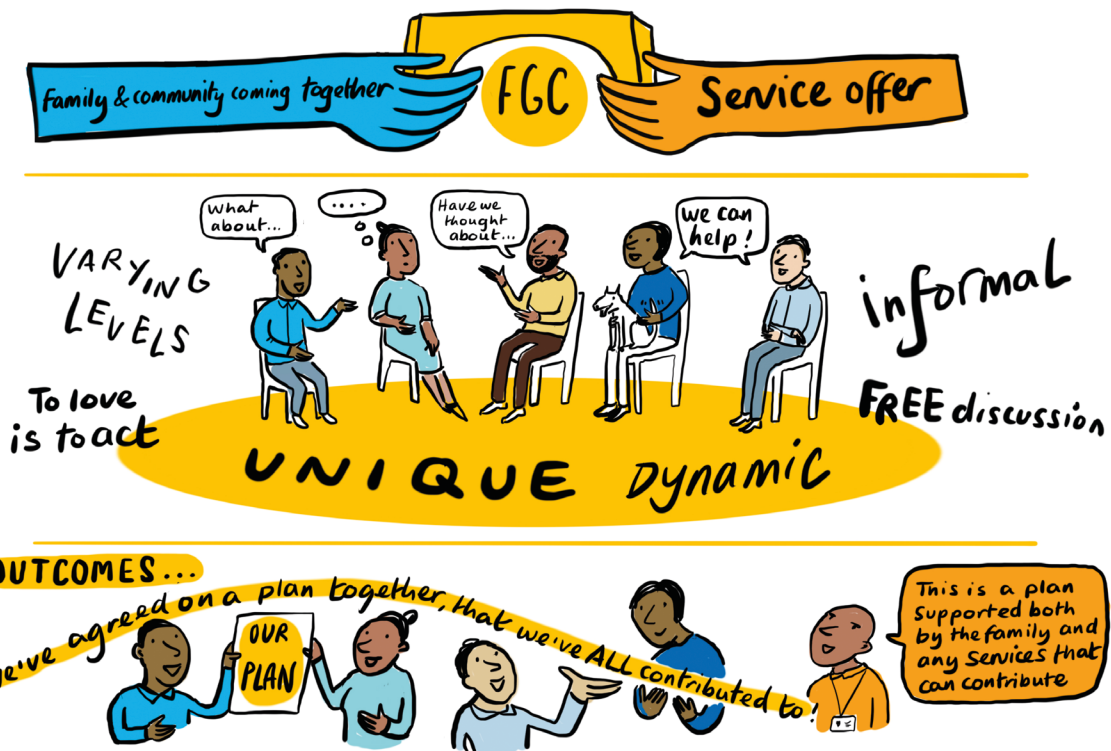 Family & community coming together
FGC
Service offer
VARYING
LEVELS
To love
is to act
What
about...
....
Have we
thought
about...
we can
help!
informal
FREE discussion
UNIQUE DYNAMIC
OUTCOMES...
we've agreed on a plan together, that we've ALL contributed to!
OUR
PLAN
This is a plan
supported both
by the family and
any services that
can contribute